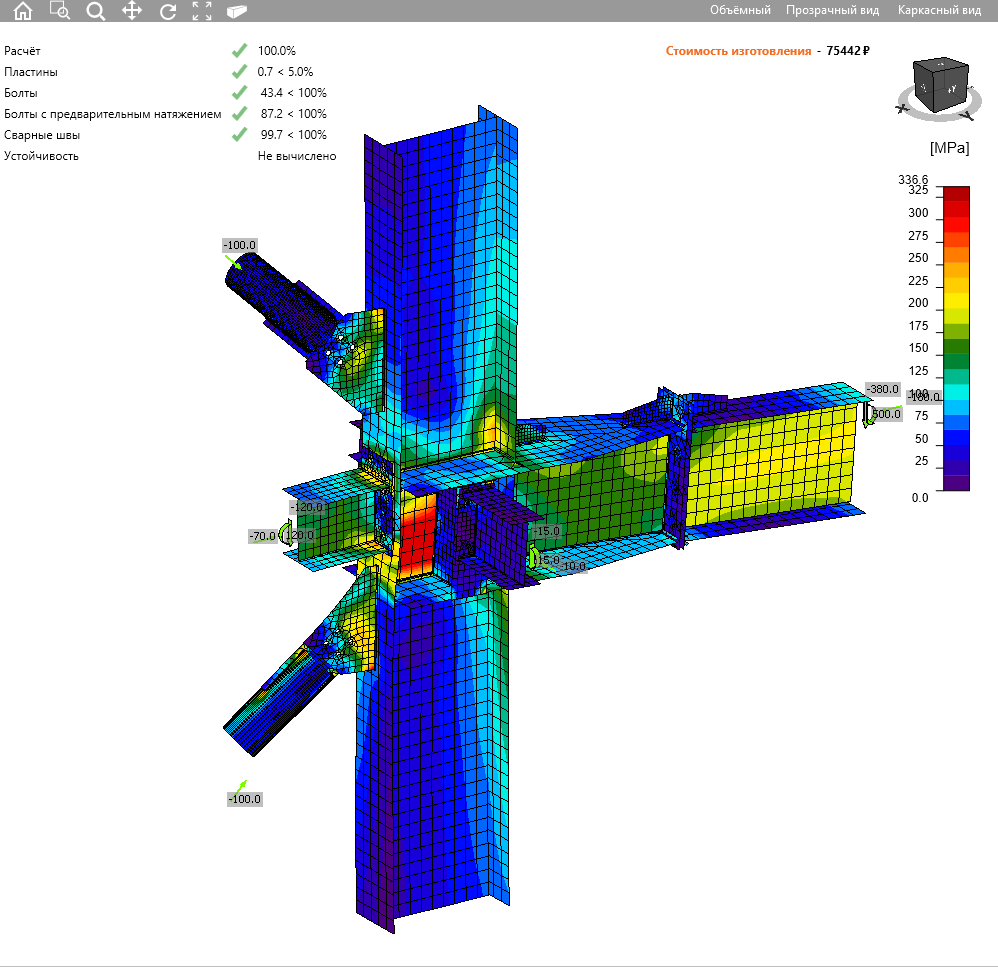 Объёмный Прозрачный вид Каркасный вид
Расчёт 100.0%
Стоимость изготовления - 75442₽
Пластины 0.7 < 5.0%
Болты 43.4 < 100%
Болты с предварительным натяжением 87.2 < 100%
Сварные швы 99.7 < 100%
Устойчивость Не вычислено
[MPa]
336.6
325
300
275
250
225
200
175
150
125
100
75
50
25
0.0
-100.0
-380.0
-100.0
500.0
-120.0
-70.0
120.0
-15.0
15.0
-10.0
-100.0
+Y
X
Y